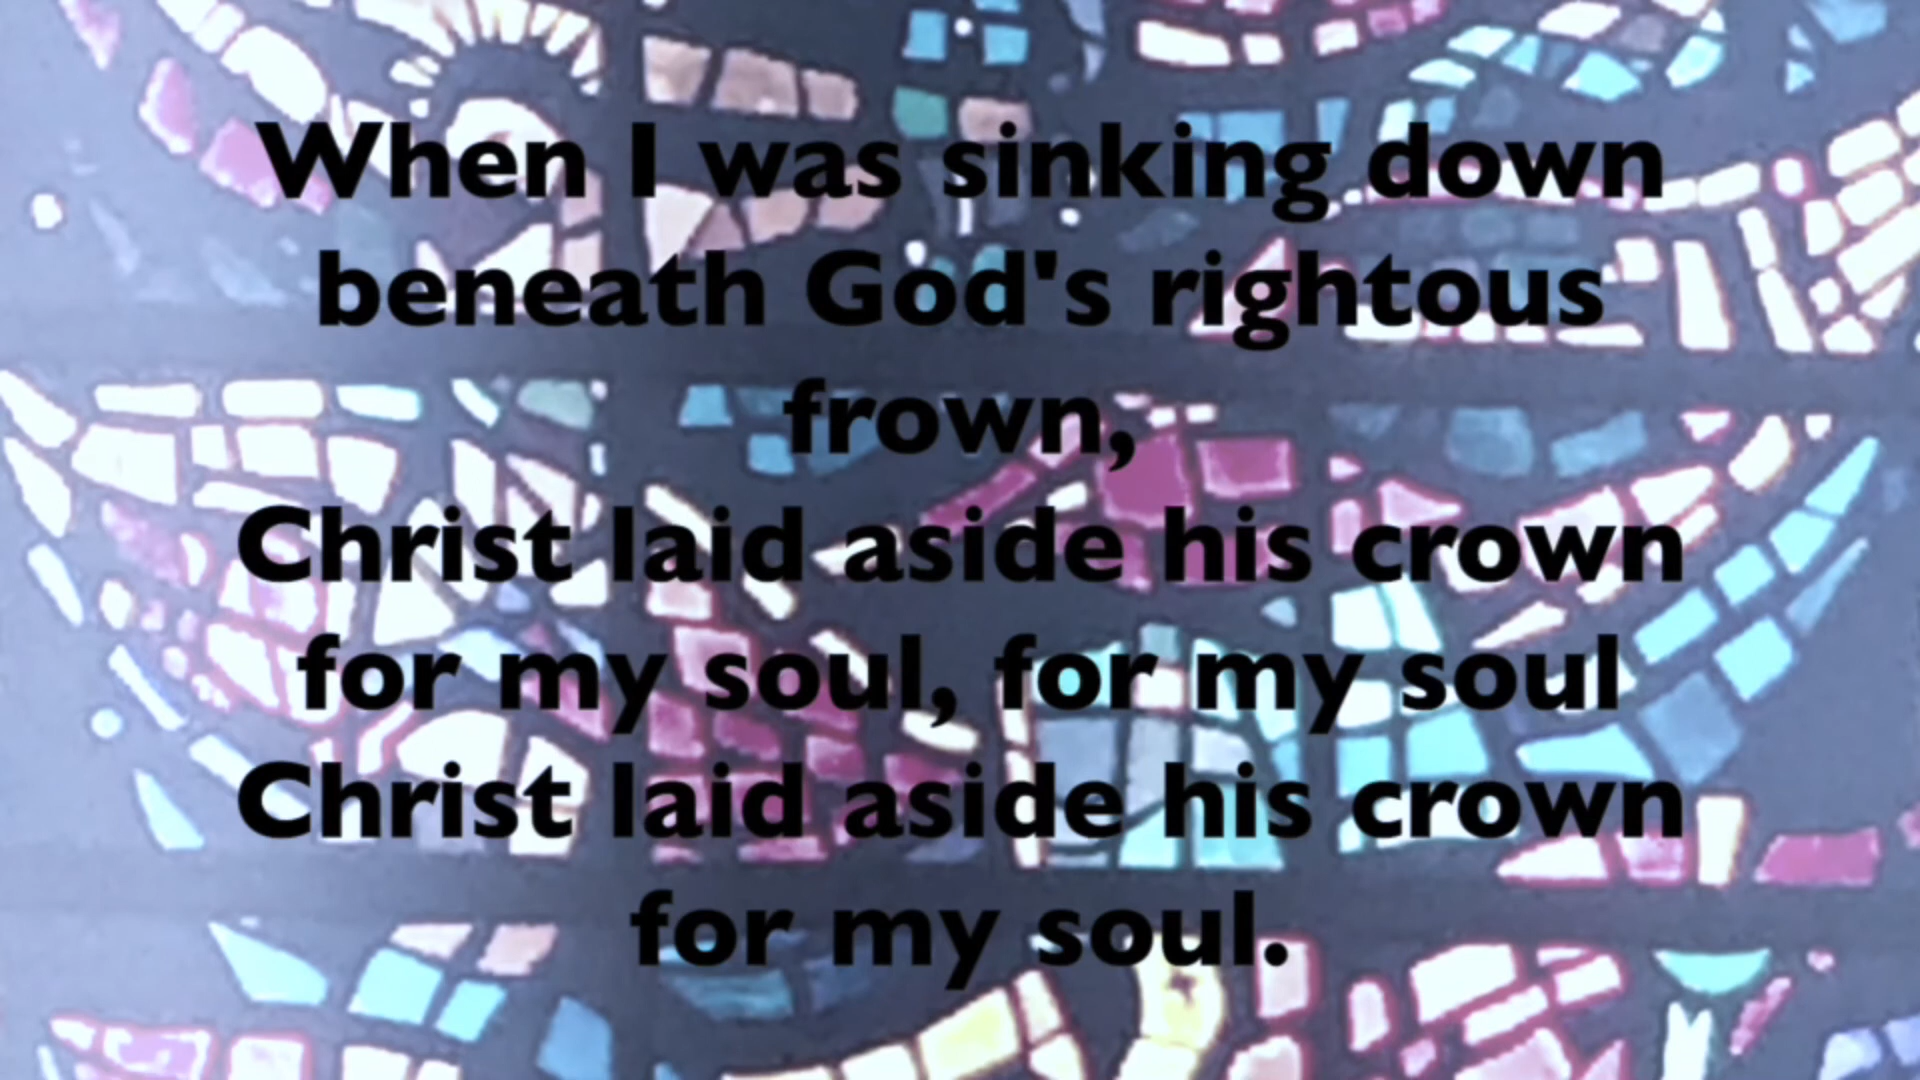 When I was sinking down
beneath God's rightous
frown,
Christ laid aside his crown
for my soul, for my soul
Christ laid aside his crown
for my soul.